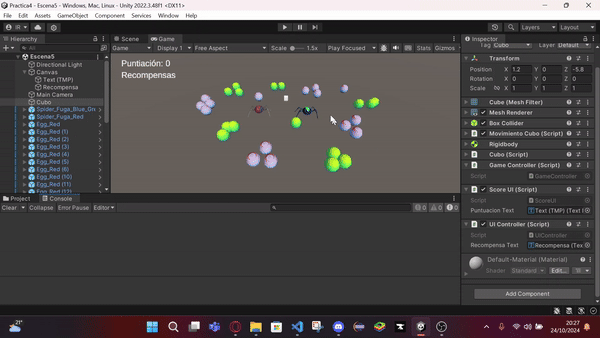 Practica4 - Escena5 - Windows, Mac, Linux - Unity 2022.3.48f1 <DX11>
File Edit Assets GameObject Component Services Window Help
IR
Layers Layout
Hierarchy
Scene Game
Inspector
Tag Cubo Layer Default
All
Game Display 1 Free Aspect Scale 1.5x Play Focused Stats Gizmos
Escena5
Directional Light
Canvas
Text (TMP)
Recompensa
Main Camera
Cubo
Spider_Fuga_Blue_Gre
Spider_Fuga_Red
Egg_Red
Egg_Red (1)
Egg_Red (2)
Egg_Red (3)
Egg_Red (4)
Egg_Red (5)
Egg_Red (6)
Egg_Red (10)
Egg_Red (11)
Egg_Red (12)
Puntuación: 0
Recompensas
Transform
Position X 1.2 Y 0 Z -5.8
Rotation X 0 Y 0 Z 0
Scale X 1 Y 1 Z 1
Cube (Mesh Filter)
Mesh Renderer
Box Collider
Movimiento Cubo (Script)
Rigidbody
Cubo (Script)
Game Controller (Script)
Script GameController
Score UI (Script)
Script ScoreUI
Puntuacion Text Text (TMP) (Text
UI Controller (Script)
Script UIController
Recompensa Text Recompensa (Tex
Default-Material (Material)
Shader Standard Edit...
Add Component
Project Console
Clear Collapse Error Pause Editor
0 0 0
21°
20:27
24/10/2024